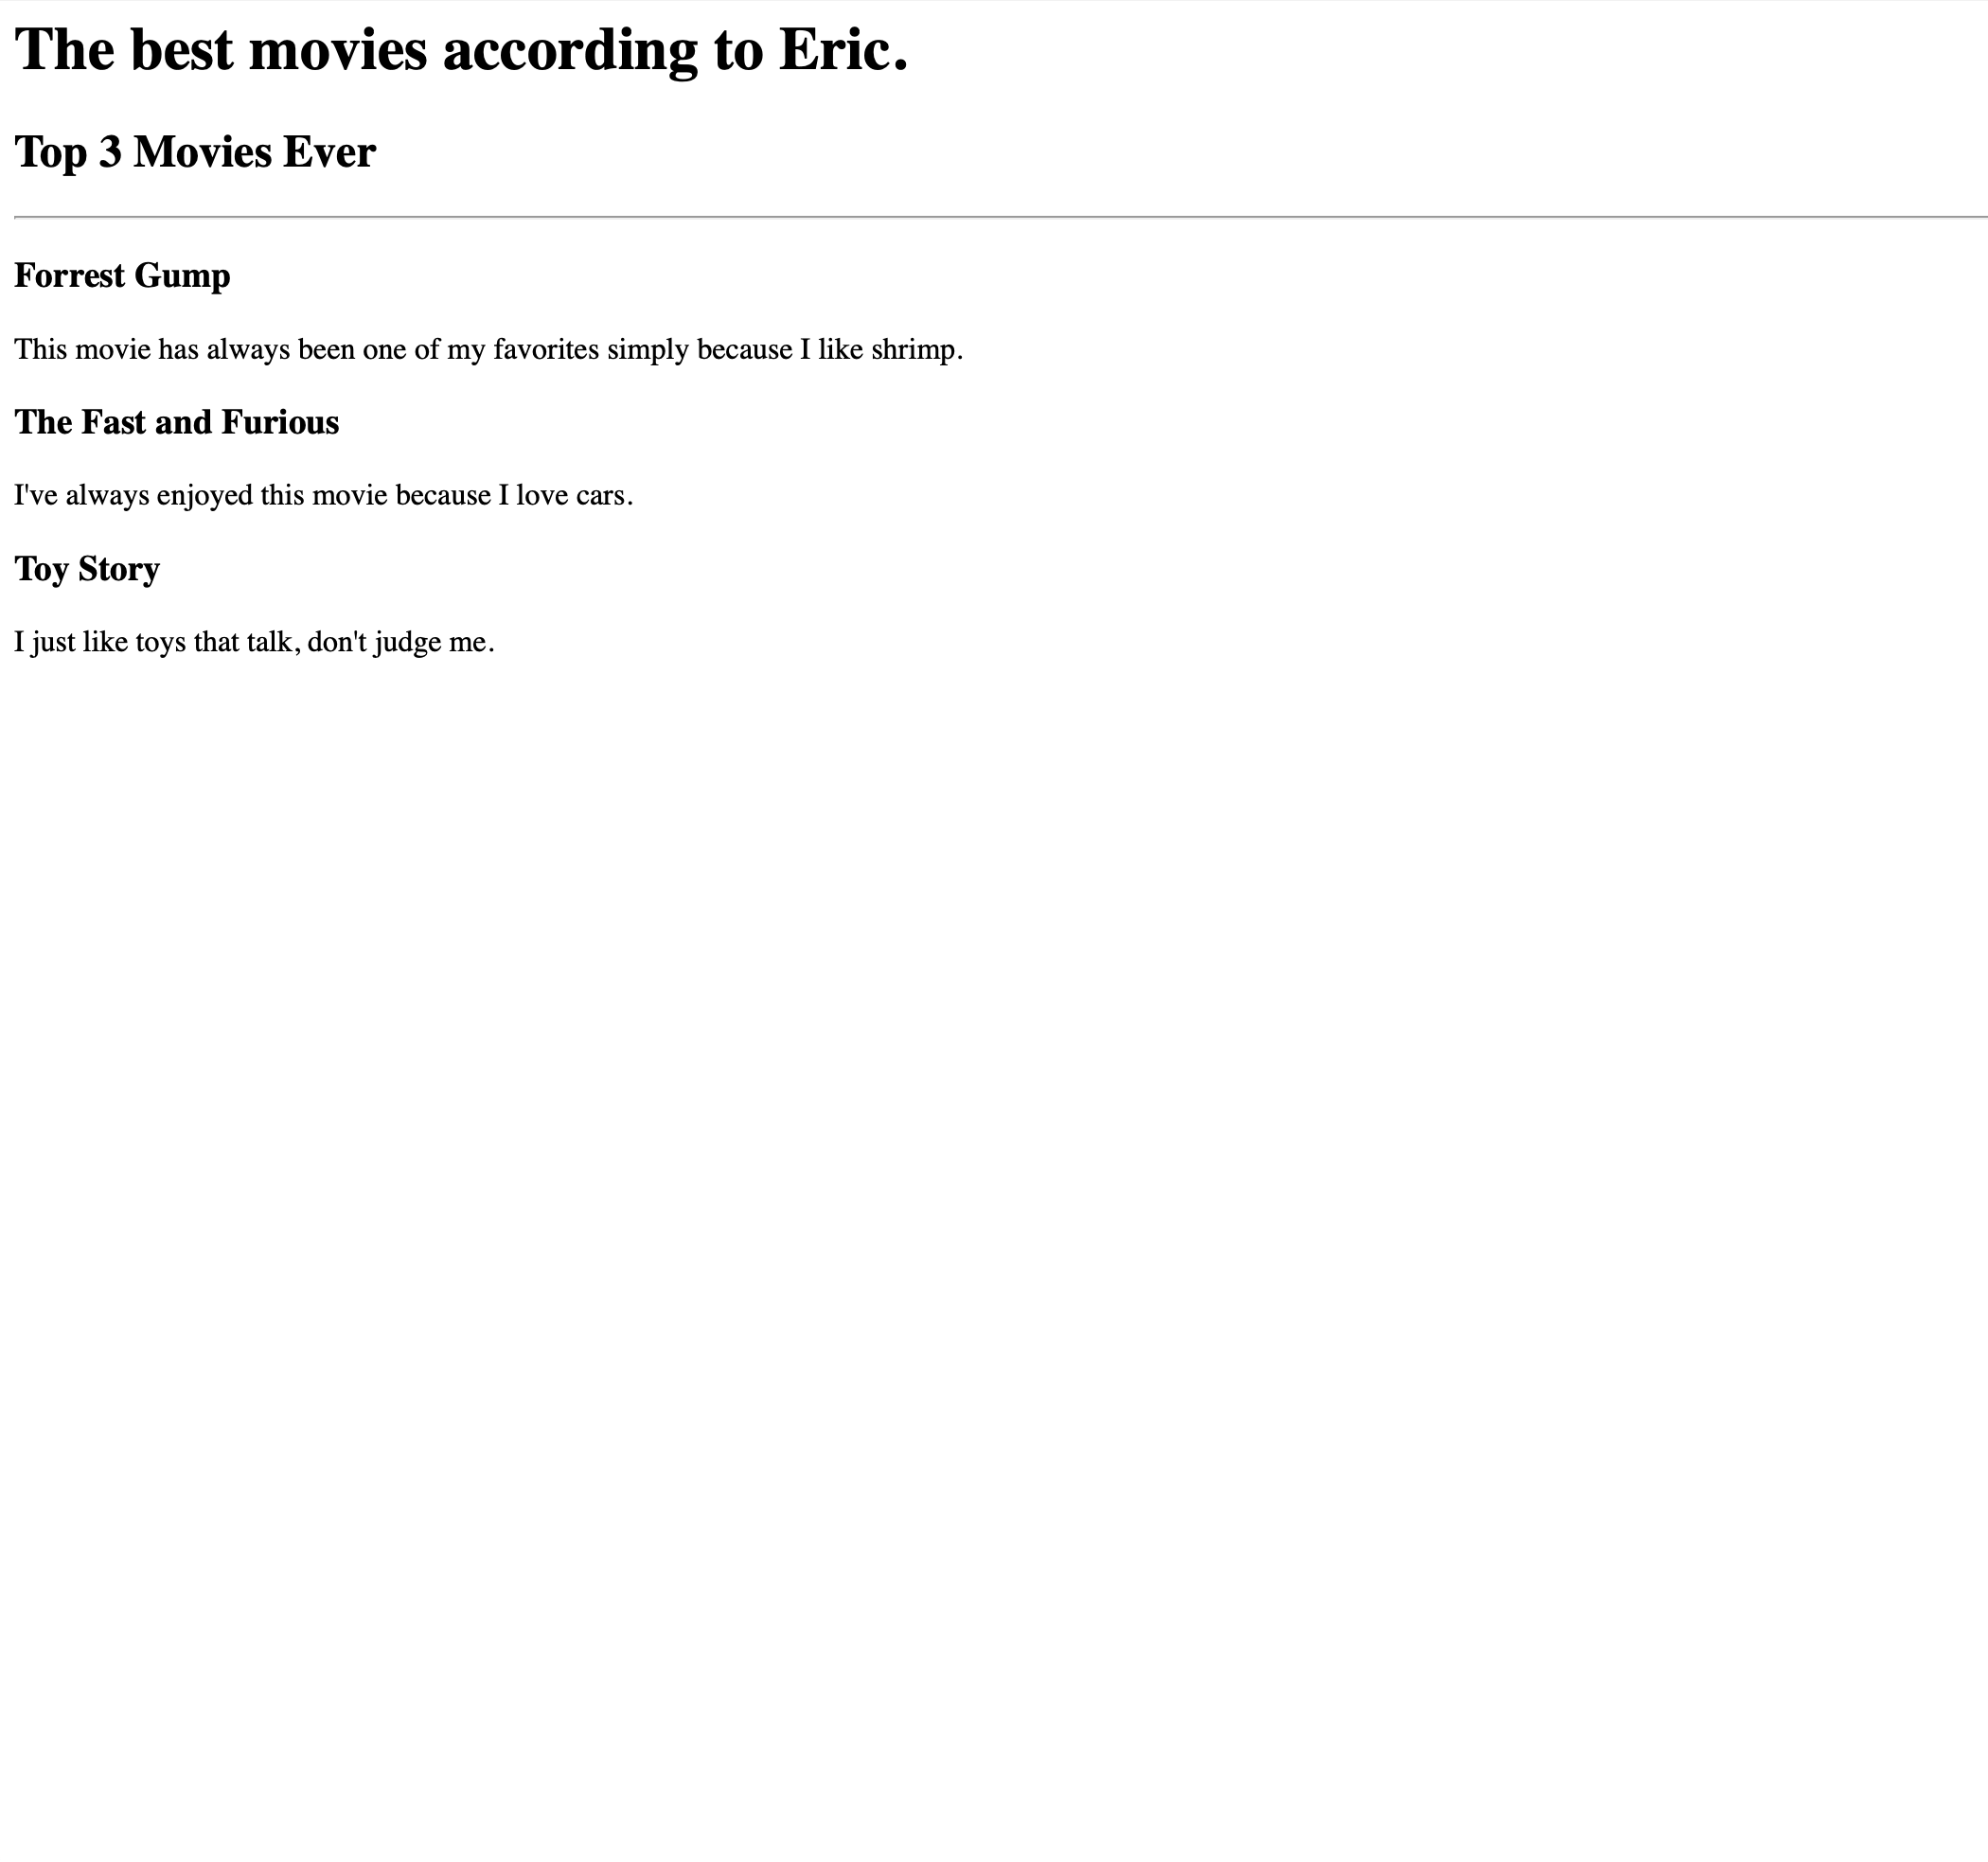 The best movies according to Eric.
Top 3 Movies Ever
Forrest Gump
This movie has always been one of my favorites simply because I like shrimp.
The Fast and Furious
I've always enjoyed this movie because I love cars.
Toy Story
I just like toys that talk, don't judge me.